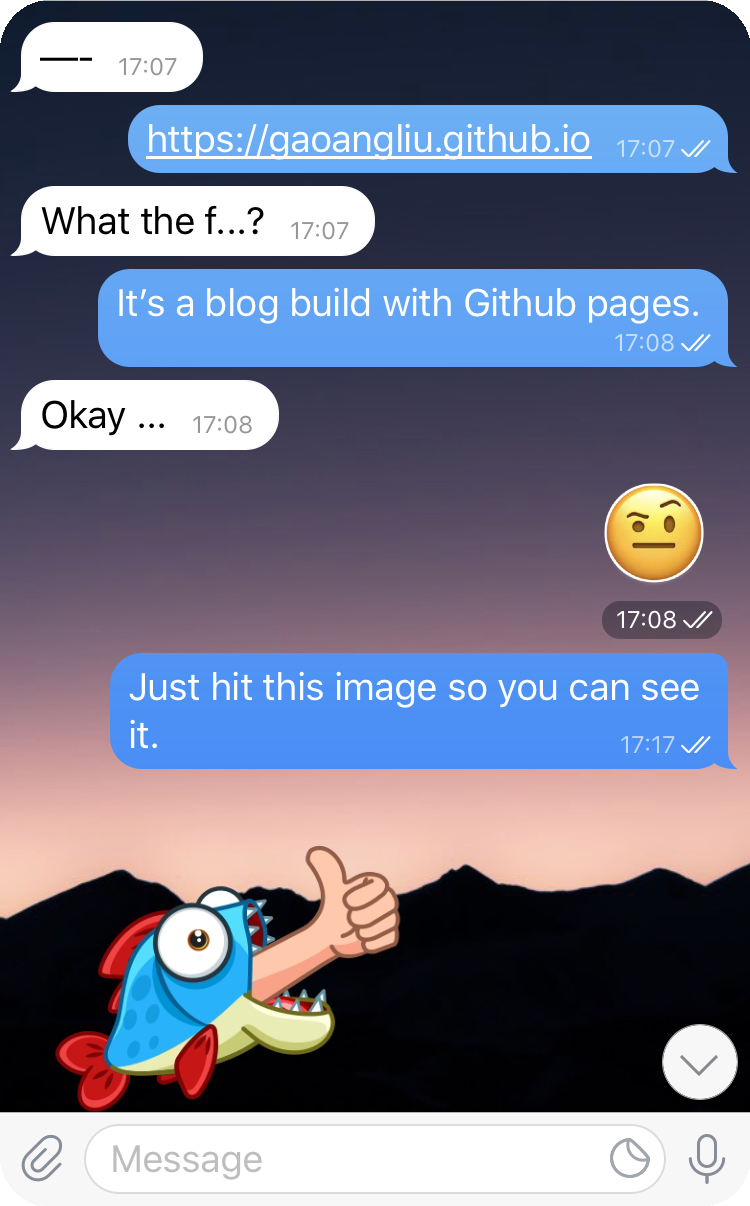 —- 17:07
https://gaoangliu.github.io 17:07
What the f...? 17:07
It’s a blog build with Github pages.
17:08
Okay ... 17:08
17:08
Just hit this image so you can see
it. 17:17
Message